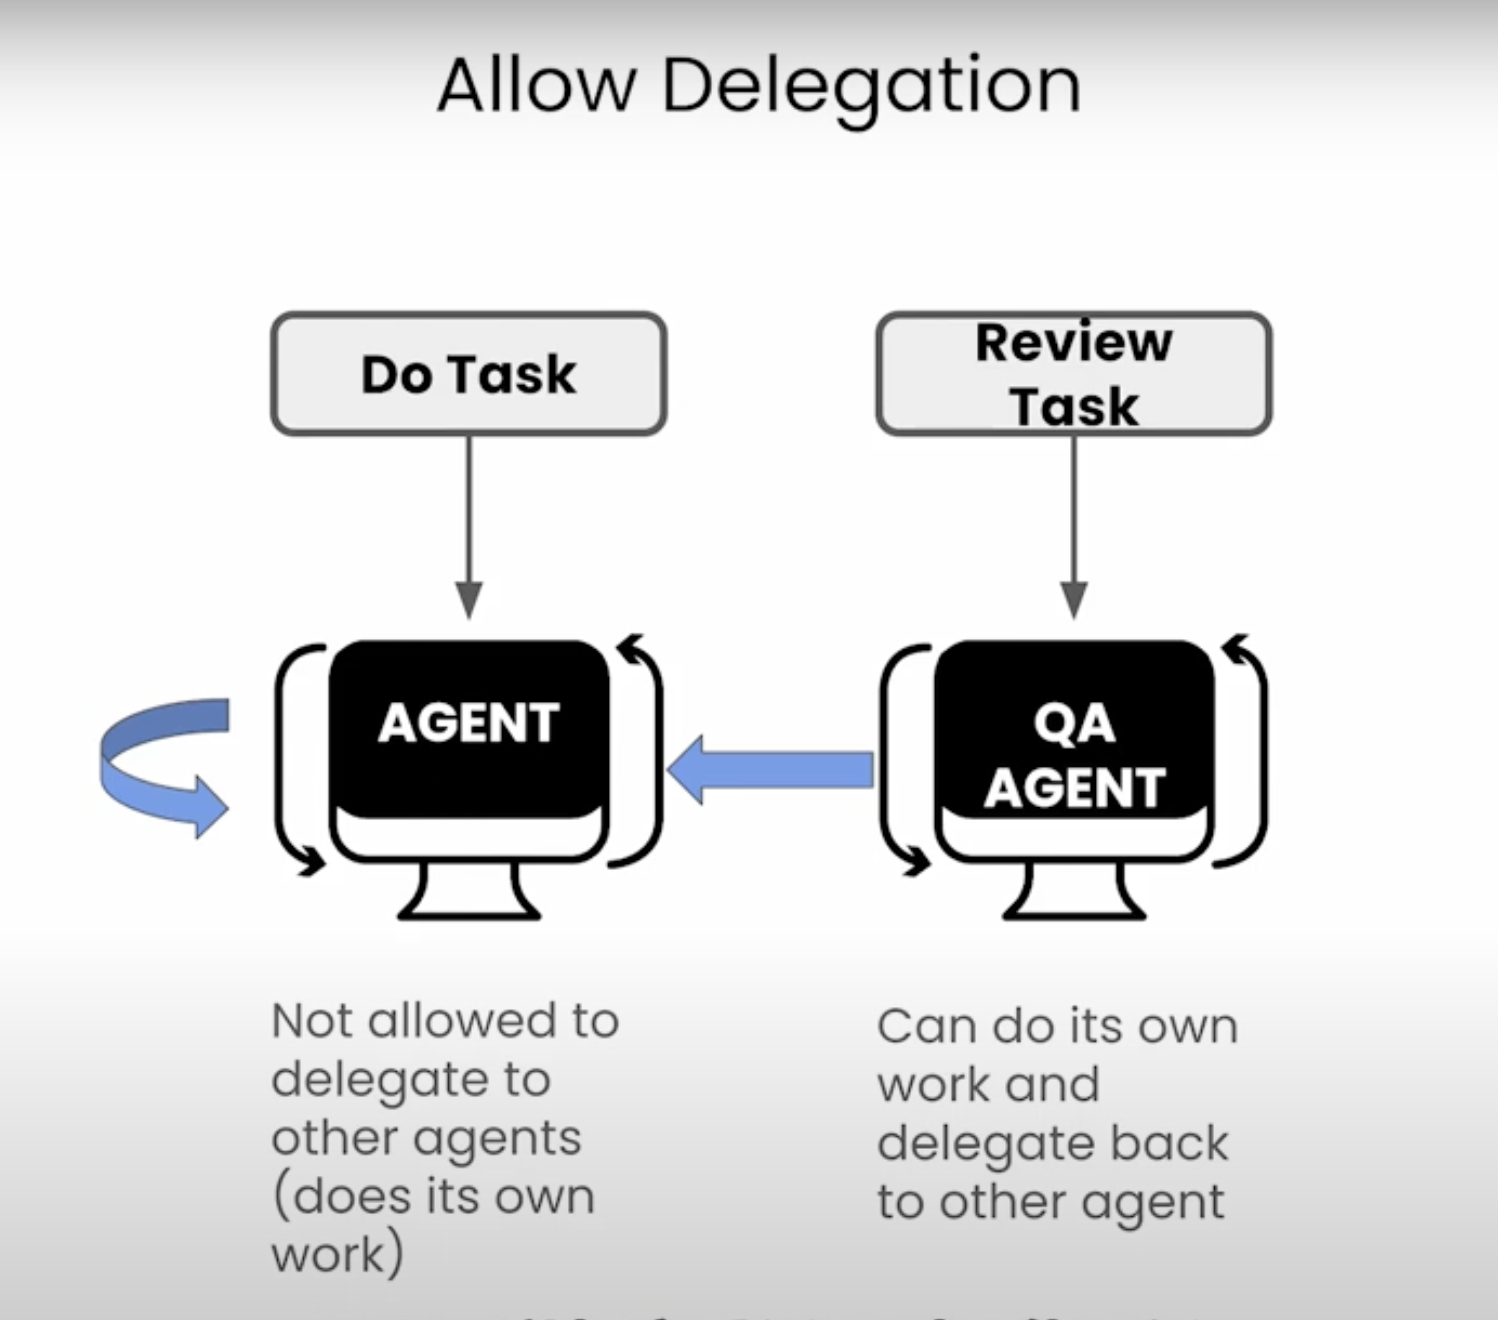 Allow Delegation
Do Task
Review
Task
AGENT
QA
AGENT
Not allowed to
delegate to
other agents
(does its own
work)
Can do its own
work and
delegate back
to other agent